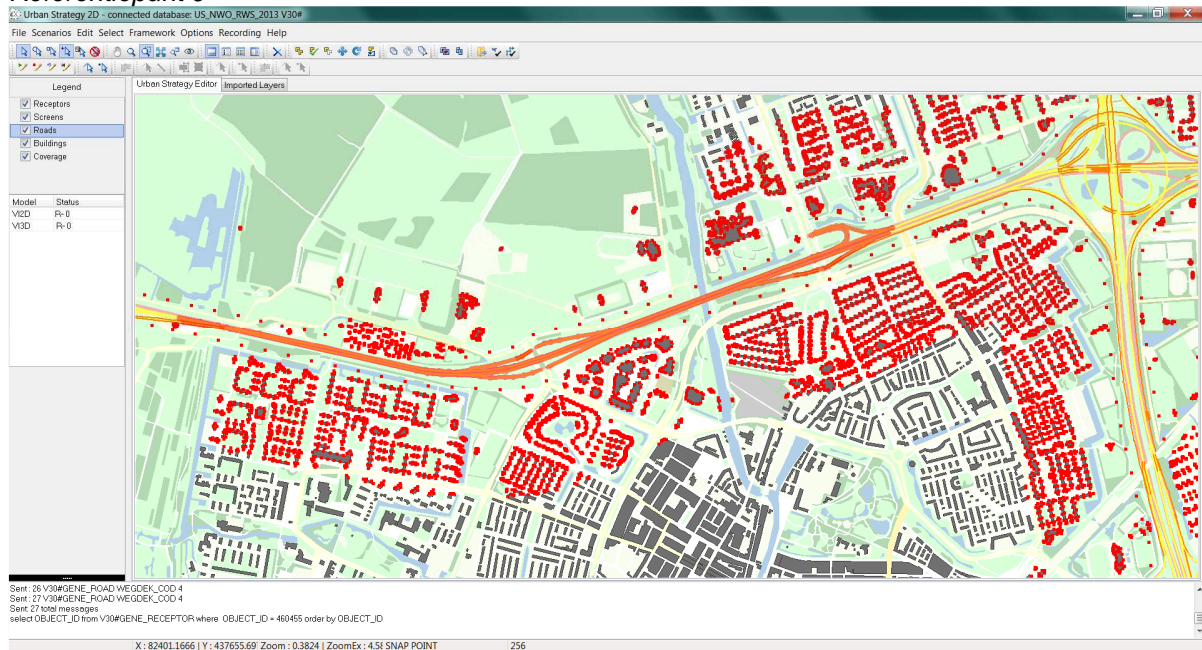 Referentiepunt 6
Urban Strategy 2D - connected database: US_NWO_RWS_2013 V30#
File Scenarios Edit Select Framework Options Recording Help
Legend
Urban Strategy Editor Imported Layers
Receptors
Screens
Roads
Buildings
Coverage
Model Status
VI2D R- 0
VI3D R- 0
Sent : 26 V30#GENE_ROAD WEGDEK_COD 4
Sent : 27 V30#GENE_ROAD WEGDEK_COD 4
Sent 27 total messages
select OBJECT_ID from V30#GENE_RECEPTOR where OBJECT_ID = 460455 order by OBJECT_ID
X : 82401.1666 | Y : 437655.69 Zoom : 0.3824 | ZoomEx : 4.58 SNAP POINT 256